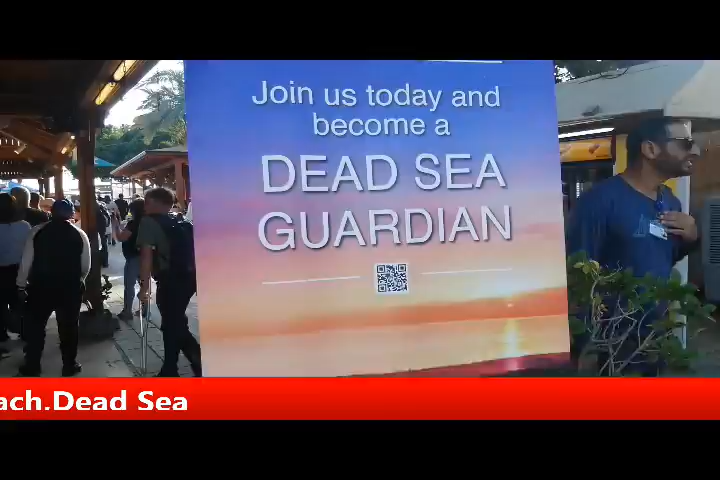 Join us today and
become a
DEAD SEA
GUARDIAN
ach.Dead Sea